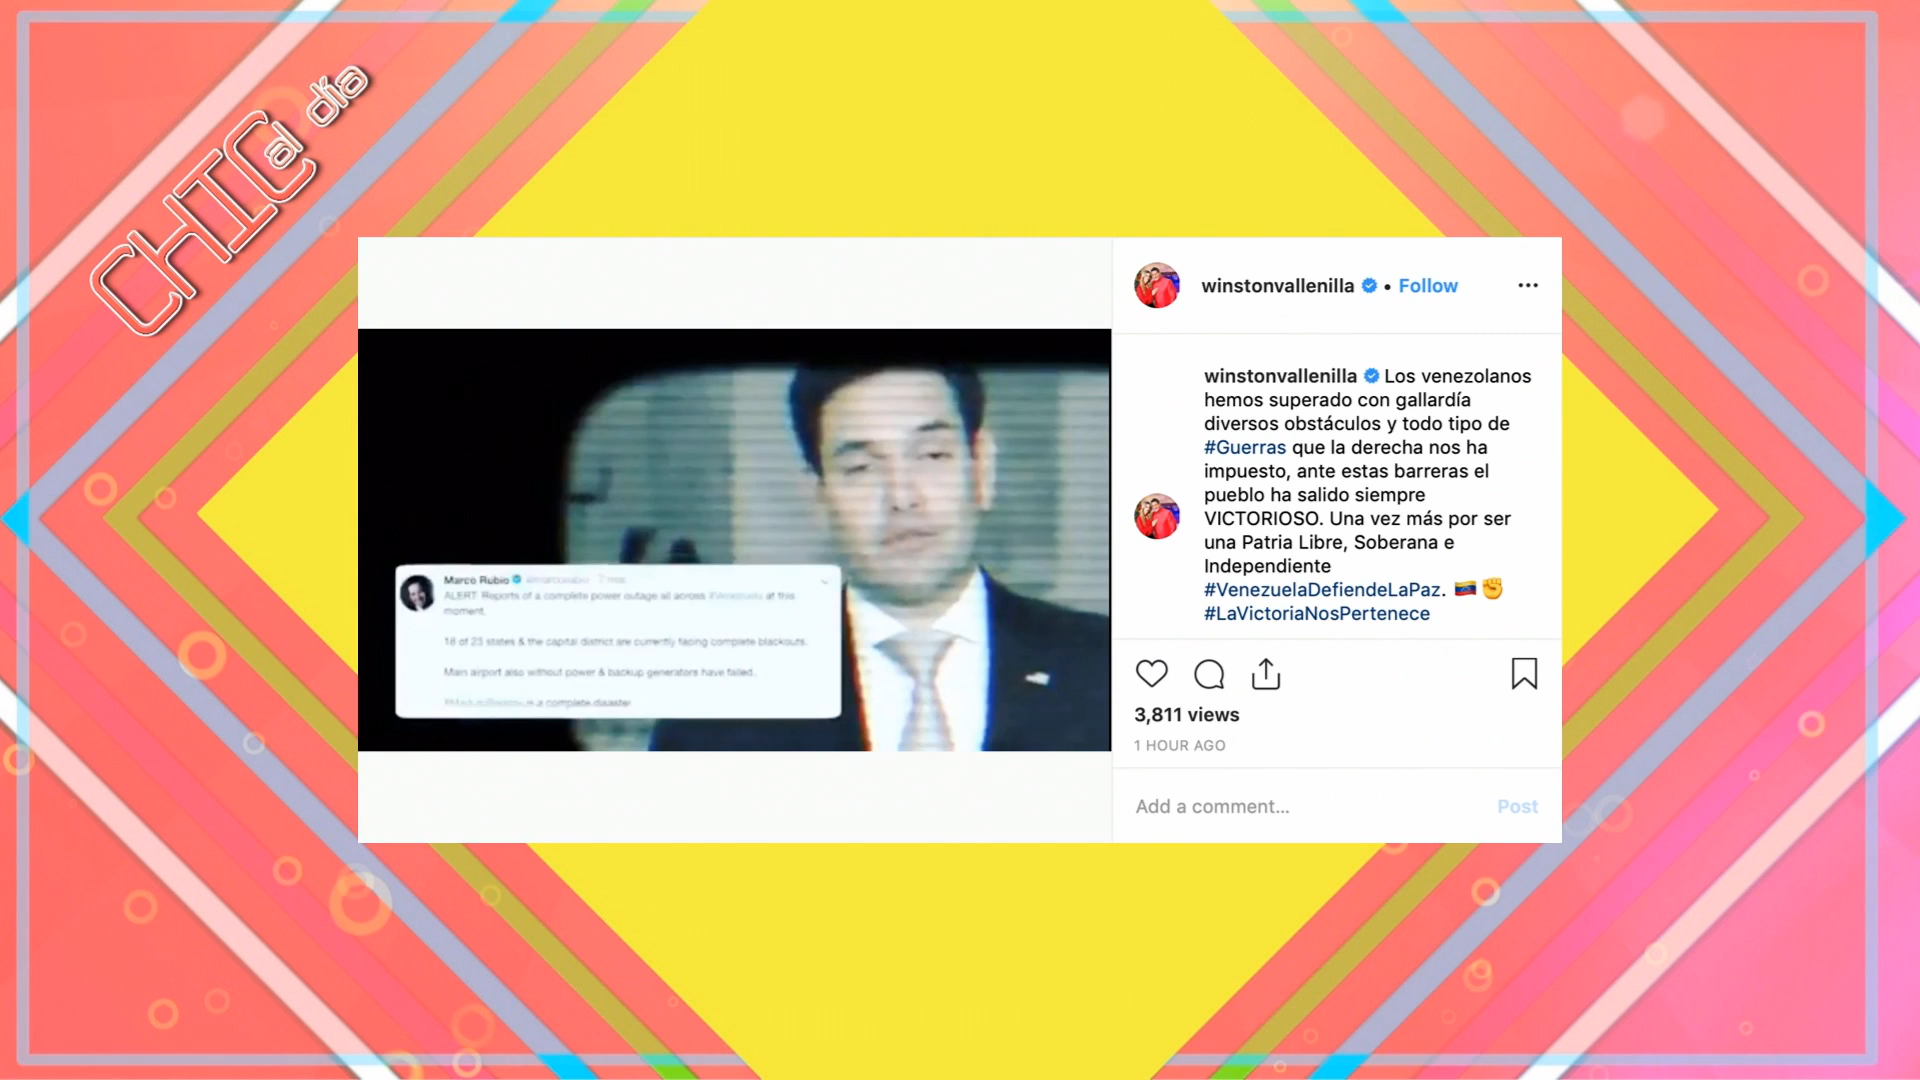 CHIC al día
winstonvallenilla • Follow
winstonvallenilla Los venezolanos
hemos superado con gallardía
diversos obstáculos y todo tipo de
#Guerras que la derecha nos ha
impuesto, ante estas barreras el
pueblo ha salido siempre
VICTORIOSO. Una vez más por ser
una Patria Libre, Soberana e
Independiente
#VenezuelaDefiendeLaPaz. 🇻🇪✊
#LaVictoriaNosPertenece
3,811 views
1 HOUR AGO
Add a comment...
Post
Marco Rubio
ALERT: Reports of a complete power outage all across #Venezuela at this
moment.
18 of 23 states & the capital district are currently facing complete blackouts.
Main airport also without power & backup generators have failed.
is a complete disaster